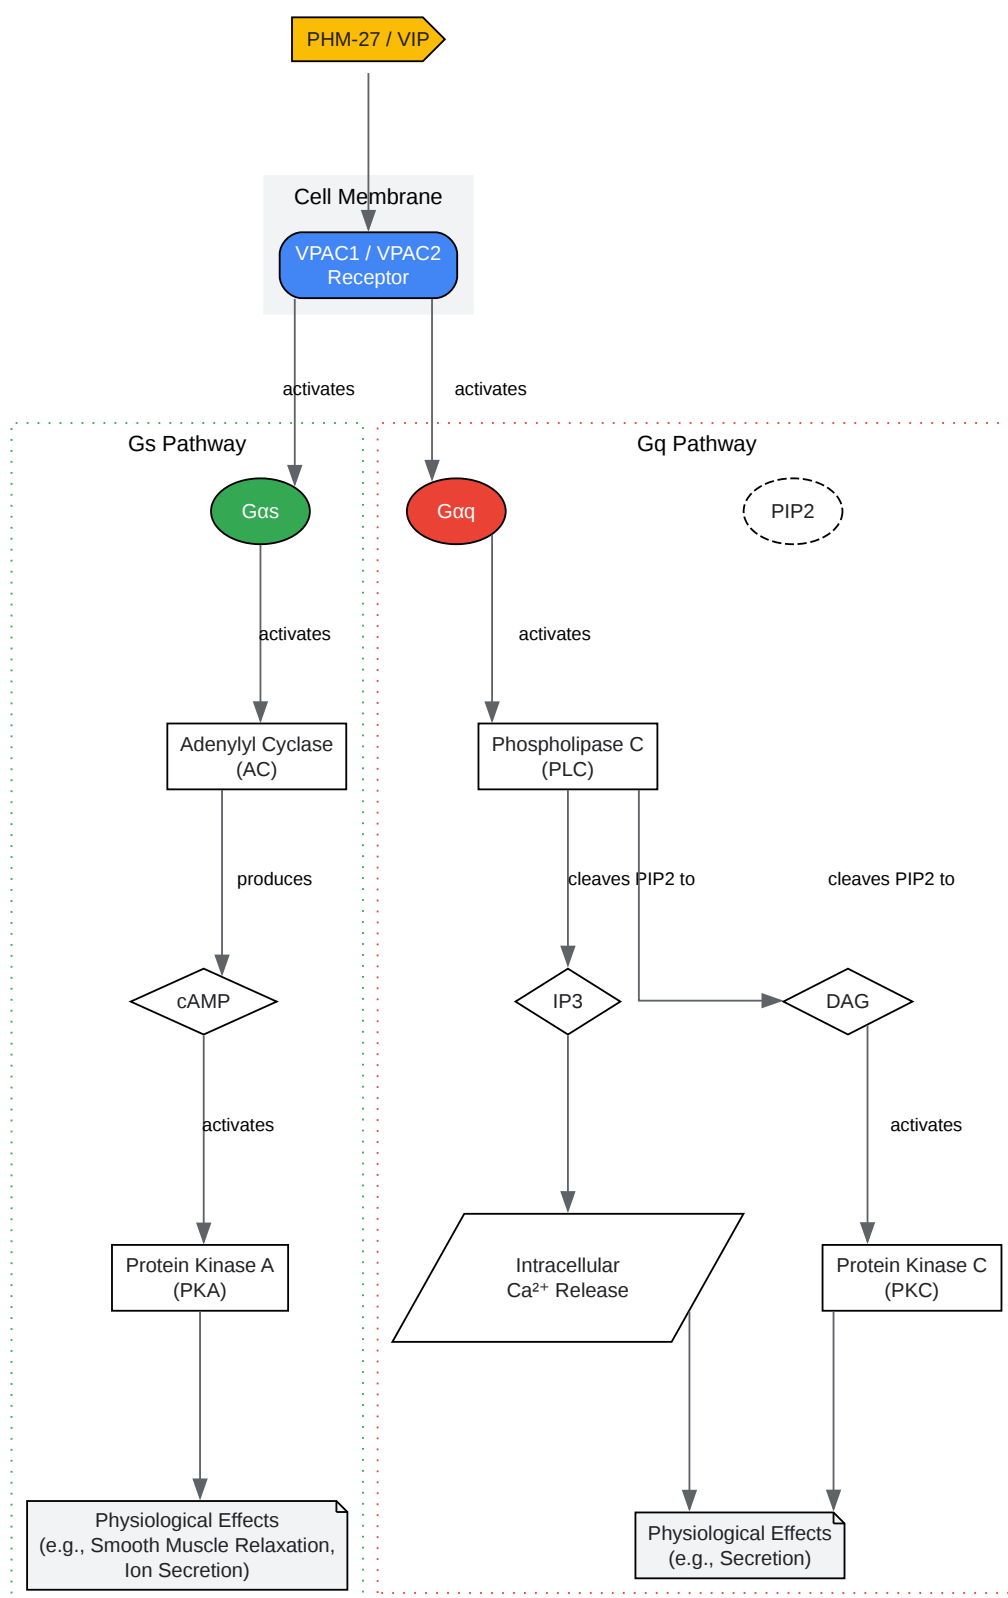 PHM-27 / VIP
Cell Membrane
VPAC1 / VPAC2
Receptor
activates
activates
Gs Pathway
Gq Pathway
Gαs
Gαq
PIP2
activates
activates
Adenylyl Cyclase
(AC)
Phospholipase C
(PLC)
produces
cleaves PIP2 to
cleaves PIP2 to
cAMP
IP3
DAG
activates
activates
Protein Kinase A
(PKA)
Intracellular
Ca²⁺ Release
Protein Kinase C
(PKC)
Physiological Effects
(e.g., Smooth Muscle Relaxation,
Ion Secretion)
Physiological Effects
(e.g., Secretion)